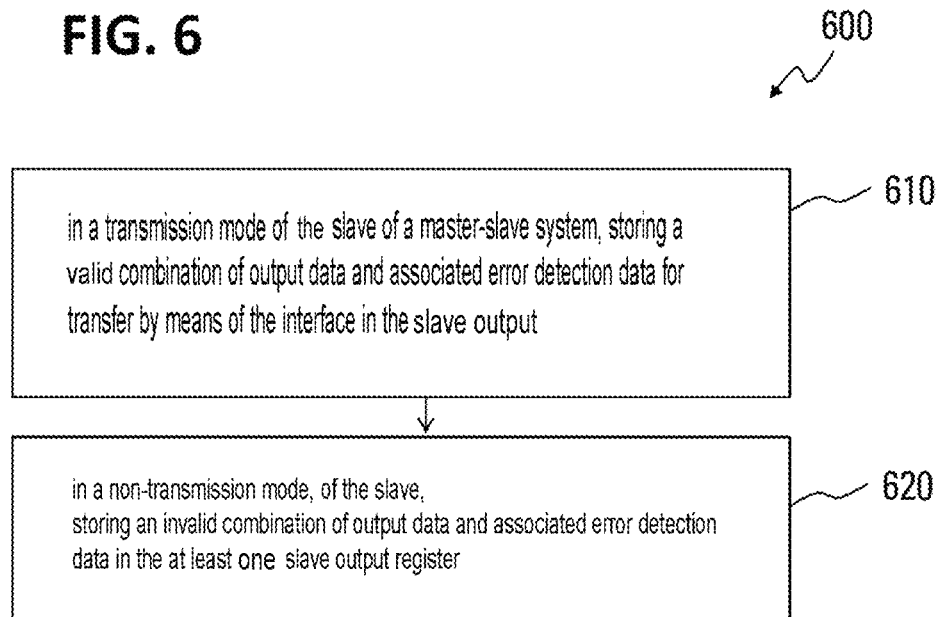 FIG. 6
600
610
in a transmission mode of the slave of a master-slave system, storing a
valid combination of output data and associated error detection data for
transfer by means of the interface in the slave output
620
in a non-transmission mode, of the slave,
storing an invalid combination of output data and associated error detection
data in the at least one slave output register